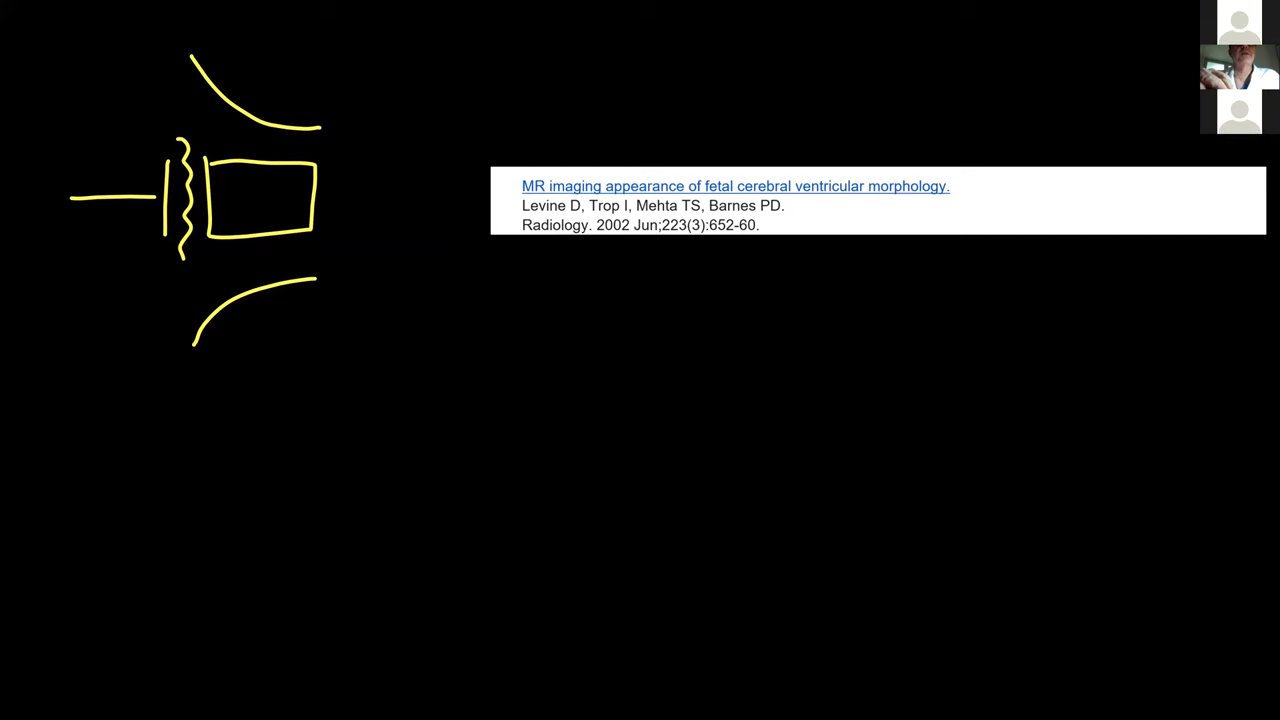 MR imaging appearance of fetal cerebral ventricular morphology.
Levine D, Trop I, Mehta TS, Barnes PD.
Radiology. 2002 Jun;223(3):652-60.